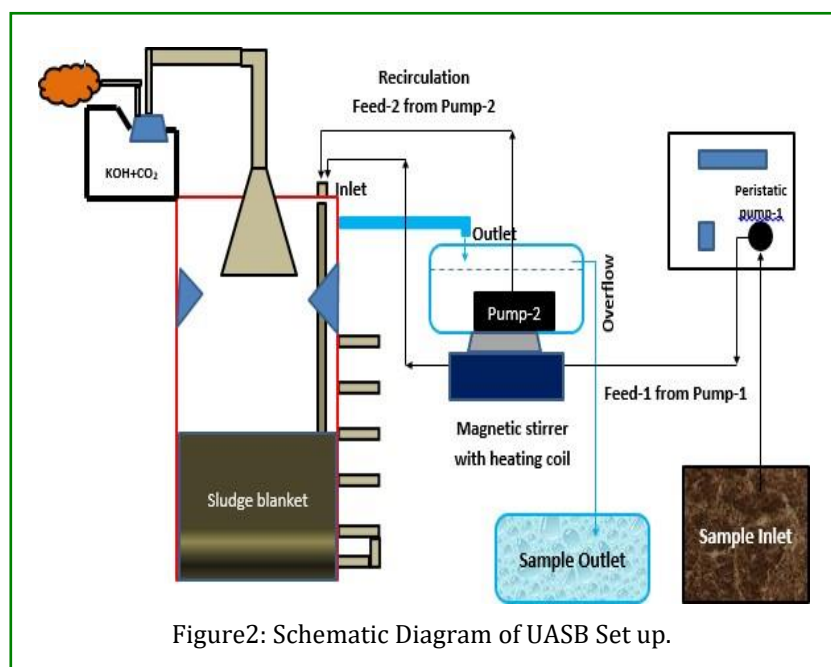 Recirculation
Feed-2 from Pump-2
KOH+CO₂
Inlet
Peristatic
pump-1
Outlet
Pump-2
Overflow
Feed-1 from Pump-1
Magnetic stirrer
with heating coil
Sludge blanket
Sample Inlet
Sample Outlet
Figure2: Schematic Diagram of UASB Set up.